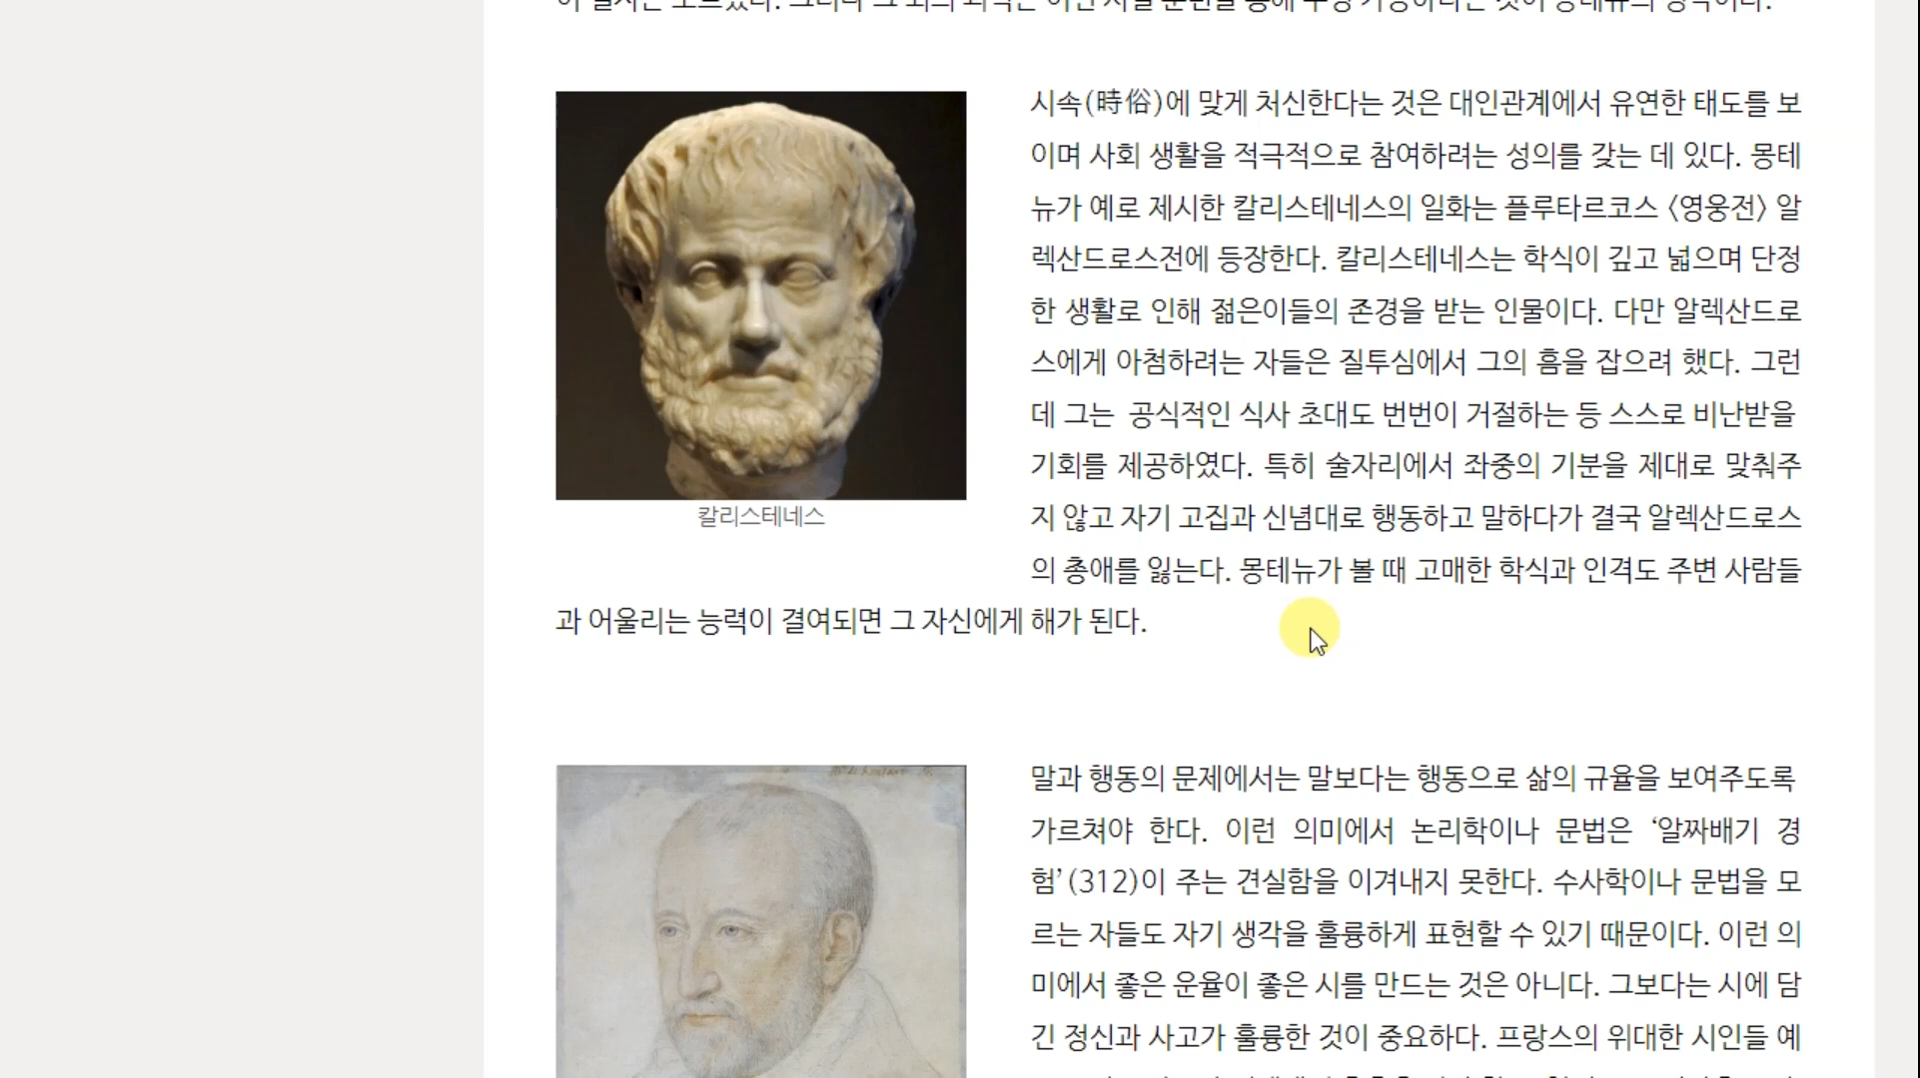 시속(時俗)에 맞게 처신한다는 것은 대인관계에서 유연한 태도를 보
이며 사회 생활을 적극적으로 참여하려는 성의를 갖는 데 있다. 몽테
뉴가 예로 제시한 칼리스테네스의 일화는 플루타르코스 〈영웅전〉 알
렉산드로스전에 등장한다. 칼리스테네스는 학식이 깊고 넓으며 단정
한 생활로 인해 젊은이들의 존경을 받는 인물이다. 다만 알렉산드로
스에게 아첨하려는 자들은 질투심에서 그의 흠을 잡으려 했다. 그런
데 그는 공식적인 식사 초대도 번번이 거절하는 등 스스로 비난받을
기회를 제공하였다. 특히 술자리에서 좌중의 기분을 제대로 맞춰주
지 않고 자기 고집과 신념대로 행동하고 말하다가 결국 알렉산드로스
의 총애를 잃는다. 몽테뉴가 볼 때 고매한 학식과 인격도 주변 사람들
과 어울리는 능력이 결여되면 그 자신에게 해가 된다.
칼리스테네스
말과 행동의 문제에서는 말보다는 행동으로 삶의 규율을 보여주도록
가르쳐야 한다. 이런 의미에서 논리학이나 문법은 ‘알짜배기 경
험’(312)이 주는 견실함을 이겨내지 못한다. 수사학이나 문법을 모
르는 자들도 자기 생각을 훌륭하게 표현할 수 있기 때문이다. 이런 의
미에서 좋은 운율이 좋은 시를 만드는 것은 아니다. 그보다는 시에 담
긴 정신과 사고가 훌륭한 것이 중요하다. 프랑스의 위대한 시인들 예